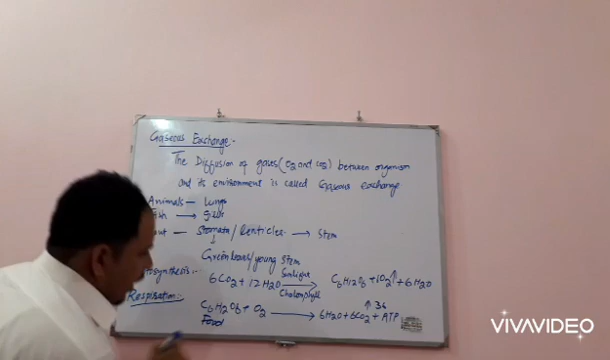 Gaseous Exchange:-
The Diffusion of gases (O2 and CO2) between organism
and its environment is called Gaseous exchange
Animals — Lungs
Fish → Gills
— Stomata/lenticles → Stem
↓
Green leaves/young Stem
6CO2 + 12H2O Sunlight Chlorophyll C6H12O6 + 6O2↑ + 6H2O
Respiration:-
C6H12O6 + O2 → 6H2O + 6CO2↑ + 36 ATP
Food
VIVAVIDEO